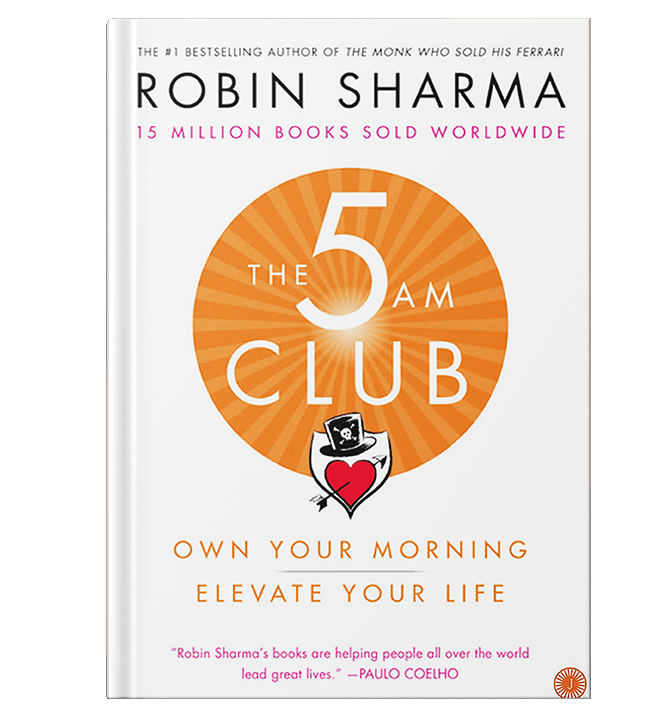 THE #1 BESTSELLING AUTHOR OF THE MONK WHO SOLD HIS FERRARI
ROBIN SHARMA
15 MILLION BOOKS SOLD WORLDWIDE
THE 5 AM
CLUB
OWN YOUR MORNING
ELEVATE YOUR LIFE
“Robin Sharma’s books are helping people all over the world
lead great lives.” —PAULO COELHO
J